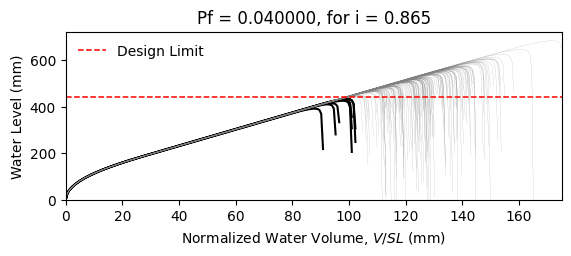 Pf = 0.040000, for i = 0.865
Design Limit
Water Level (mm)
600
400
200
0
0 20 40 60 80 100 120 140 160
Normalized Water Volume, V/SL (mm)